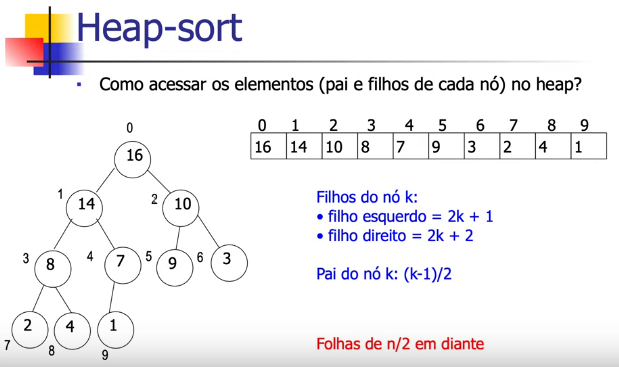 Heap-sort
▪ Como acessar os elementos (pai e filhos de cada nó) no heap?
0 1 2 3 4 5 6 7 8 9
16 14 10 8 7 9 3 2 4 1
0
16
1 14 2 10
3 8 4 7 5 9 6 3
2 4 1
7 8 9
Filhos do nó k:
• filho esquerdo = 2k + 1
• filho direito = 2k + 2
Pai do nó k: (k-1)/2
Folhas de n/2 em diante